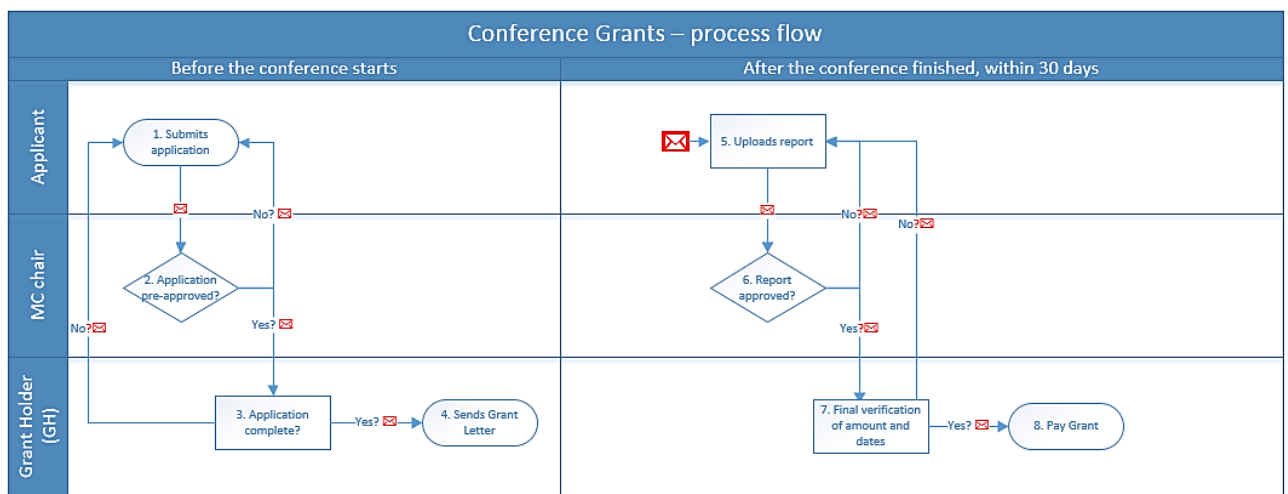 Conference Grants – process flow
Before the conference starts
After the conference finished, within 30 days
Applicant
1. Submits
application
5. Uploads report
No?
No?
No?
MC chair
2. Application
pre-approved?
6. Report
approved?
No?
Yes?
Yes?
Grant Holder
(GH)
3. Application
complete?
Yes?
4. Sends Grant
Letter
7. Final verification
of amount and
dates
Yes?
8. Pay Grant